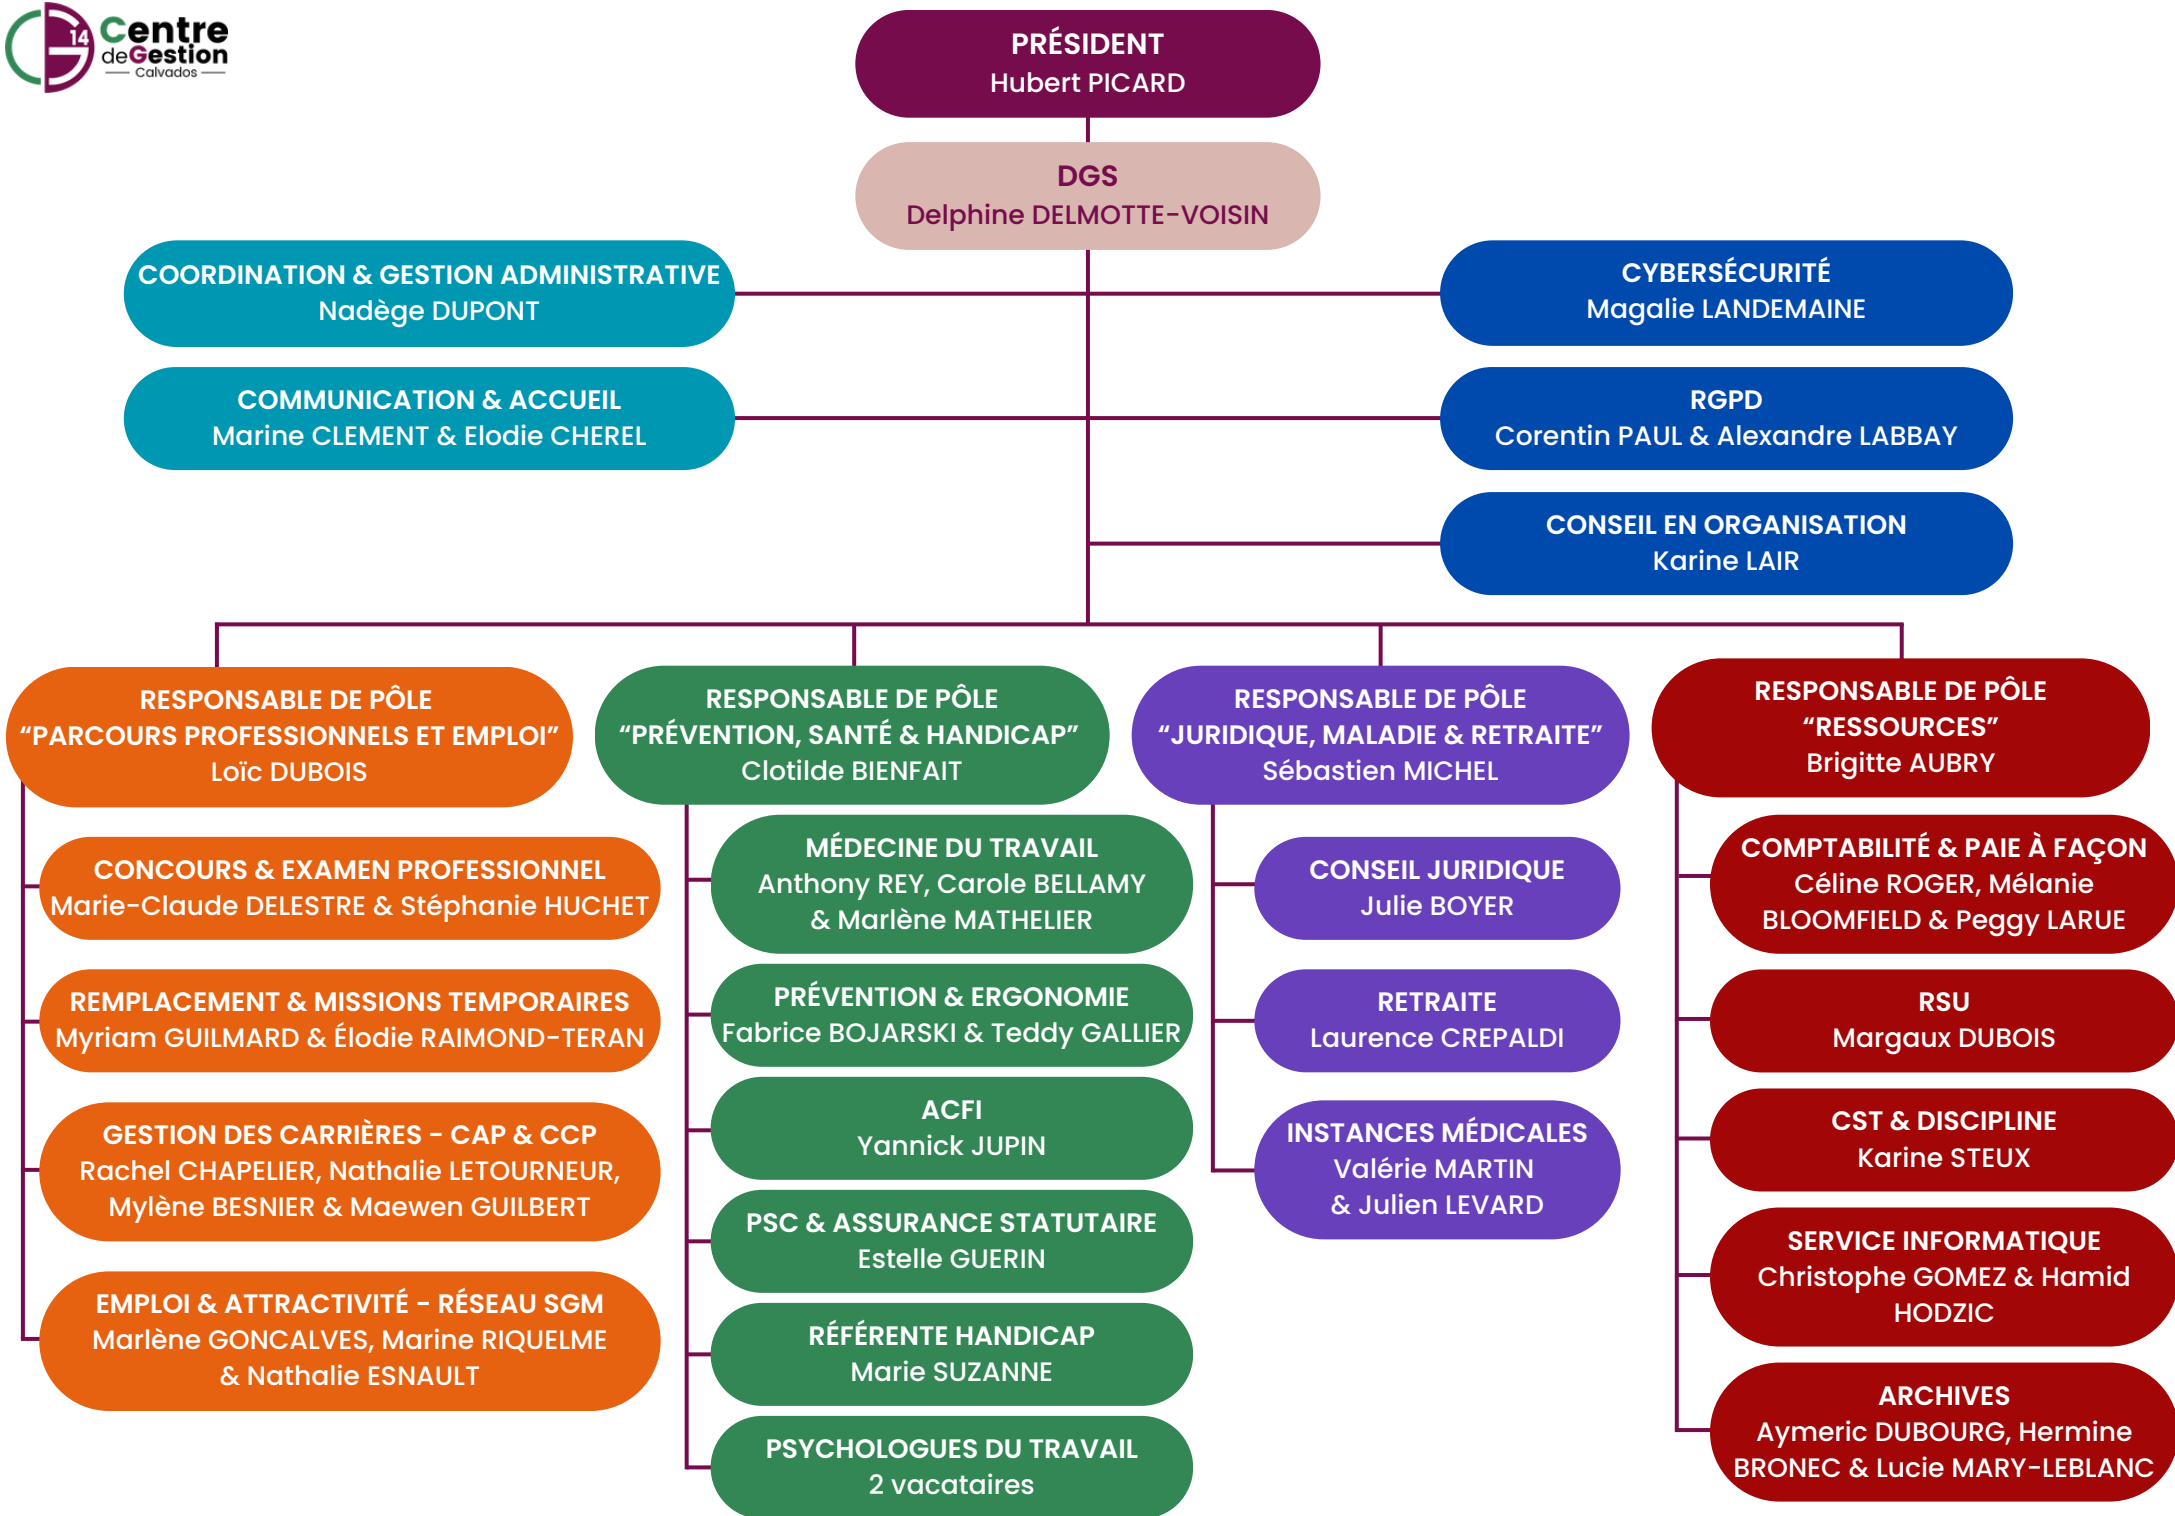 14
Centre
deGestion
Calvados
PRÉSIDENT
Hubert PICARD
DGS
Delphine DELMOTTE-VOISIN
COORDINATION & GESTION ADMINISTRATIVE
Nadège DUPONT
CYBERSÉCURITÉ
Magalie LANDEMAINE
COMMUNICATION & ACCUEIL
Marine CLEMENT & Elodie CHEREL
RGPD
Corentin PAUL & Alexandre LABBAY
CONSEIL EN ORGANISATION
Karine LAIR
RESPONSABLE DE PÔLE
“PARCOURS PROFESSIONNELS ET EMPLOI”
Loïc DUBOIS
CONCOURS & EXAMEN PROFESSIONNEL
Marie-Claude DELESTRE & Stéphanie HUCHET
REMPLACEMENT & MISSIONS TEMPORAIRES
Myriam GUILMARD & Élodie RAIMOND-TERAN
GESTION DES CARRIÈRES - CAP & CCP
Rachel CHAPELIER, Nathalie LETOURNEUR,
Mylène BESNIER & Maewen GUILBERT
EMPLOI & ATTRACTIVITÉ - RÉSEAU SGM
Marlène GONCALVES, Marine RIQUELME
& Nathalie ESNAULT
RESPONSABLE DE PÔLE
“PRÉVENTION, SANTÉ & HANDICAP”
Clotilde BIENFAIT
MÉDECINE DU TRAVAIL
Anthony REY, Carole BELLAMY
& Marlène MATHELIER
PRÉVENTION & ERGONOMIE
Fabrice BOJARSKI & Teddy GALLIER
ACFI
Yannick JUPIN
PSC & ASSURANCE STATUTAIRE
Estelle GUERIN
RÉFÉRENTE HANDICAP
Marie SUZANNE
PSYCHOLOGUES DU TRAVAIL
2 vacataires
RESPONSABLE DE PÔLE
“JURIDIQUE, MALADIE & RETRAITE”
Sébastien MICHEL
CONSEIL JURIDIQUE
Julie BOYER
RETRAITE
Laurence CREPALDI
INSTANCES MÉDICALES
Valérie MARTIN
& Julien LEVARD
RESPONSABLE DE PÔLE
“RESSOURCES”
Brigitte AUBRY
COMPTABILITÉ & PAIE À FAÇON
Céline ROGER, Mélanie
BLOOMFIELD & Peggy LARUE
RSU
Margaux DUBOIS
CST & DISCIPLINE
Karine STEUX
SERVICE INFORMATIQUE
Christophe GOMEZ & Hamid
HODZIC
ARCHIVES
Aymeric DUBOURG, Hermine
BRONEC & Lucie MARY-LEBLANC